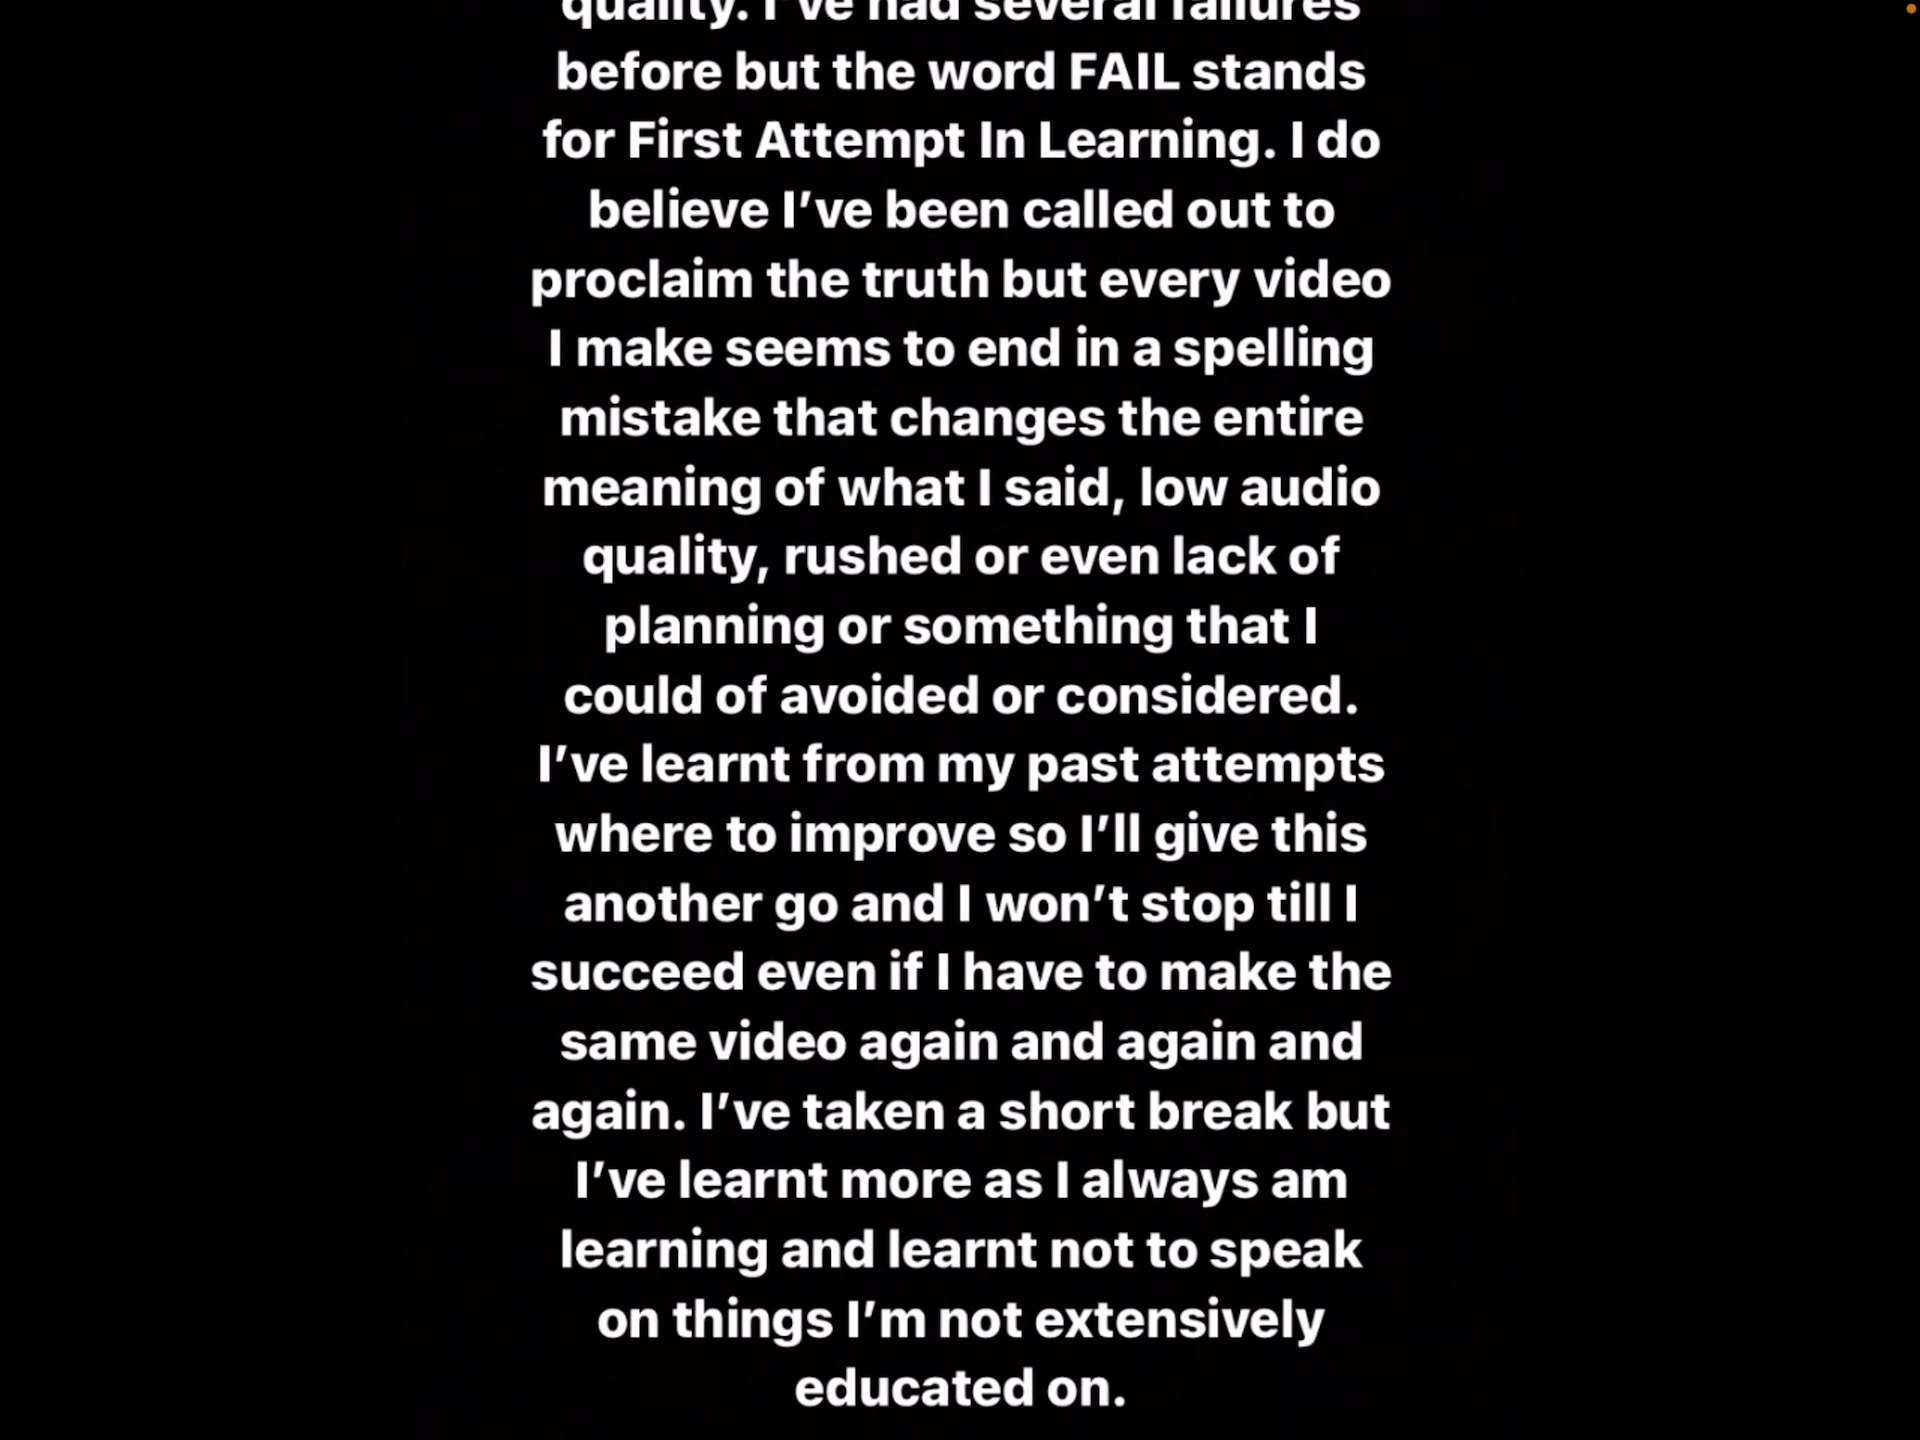 quality. I've had several failures
before but the word FAIL stands
for First Attempt In Learning. I do
believe I've been called out to
proclaim the truth but every video
I make seems to end in a spelling
mistake that changes the entire
meaning of what I said, low audio
quality, rushed or even lack of
planning or something that I
could of avoided or considered.
I've learnt from my past attempts
where to improve so I'll give this
another go and I won't stop till I
succeed even if I have to make the
same video again and again and
again. I've taken a short break but
I've learnt more as I always am
learning and learnt not to speak
on things I'm not extensively
educated on.